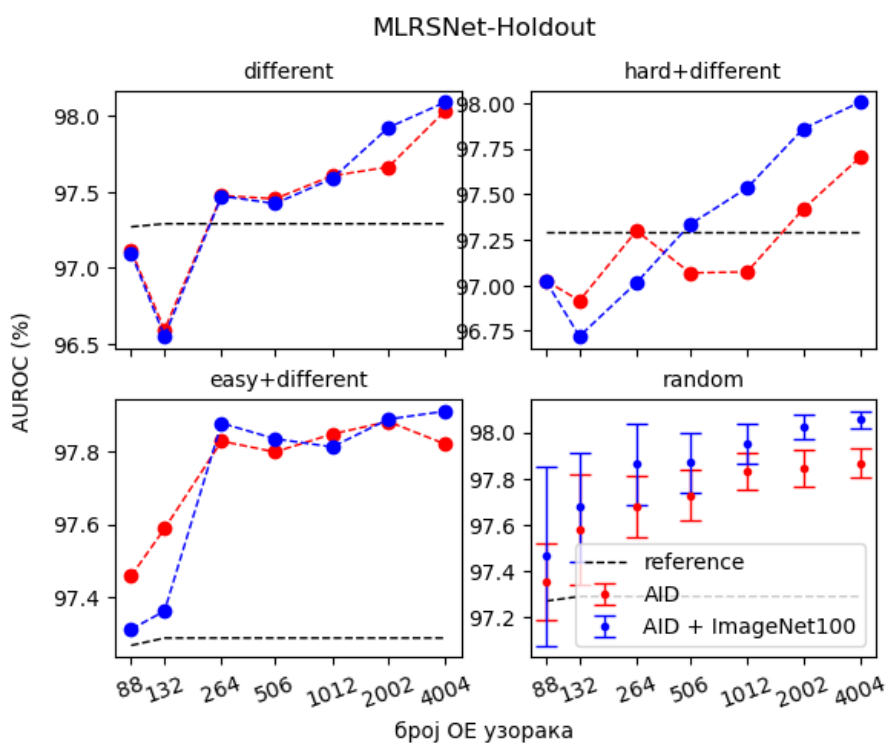 MLRSNet-Holdout
different
hard+different
98.0
97.5
97.0
96.5
98.00
97.75
97.50
97.25
97.00
96.75
AUROC (%)
easy+different
random
97.8
97.6
97.4
98.0
97.8
97.6
97.4
97.2
reference
AID
AID + ImageNet100
88 132 264 506 1012 2002 4004
88 132 264 506 1012 2002 4004
број OE узорака